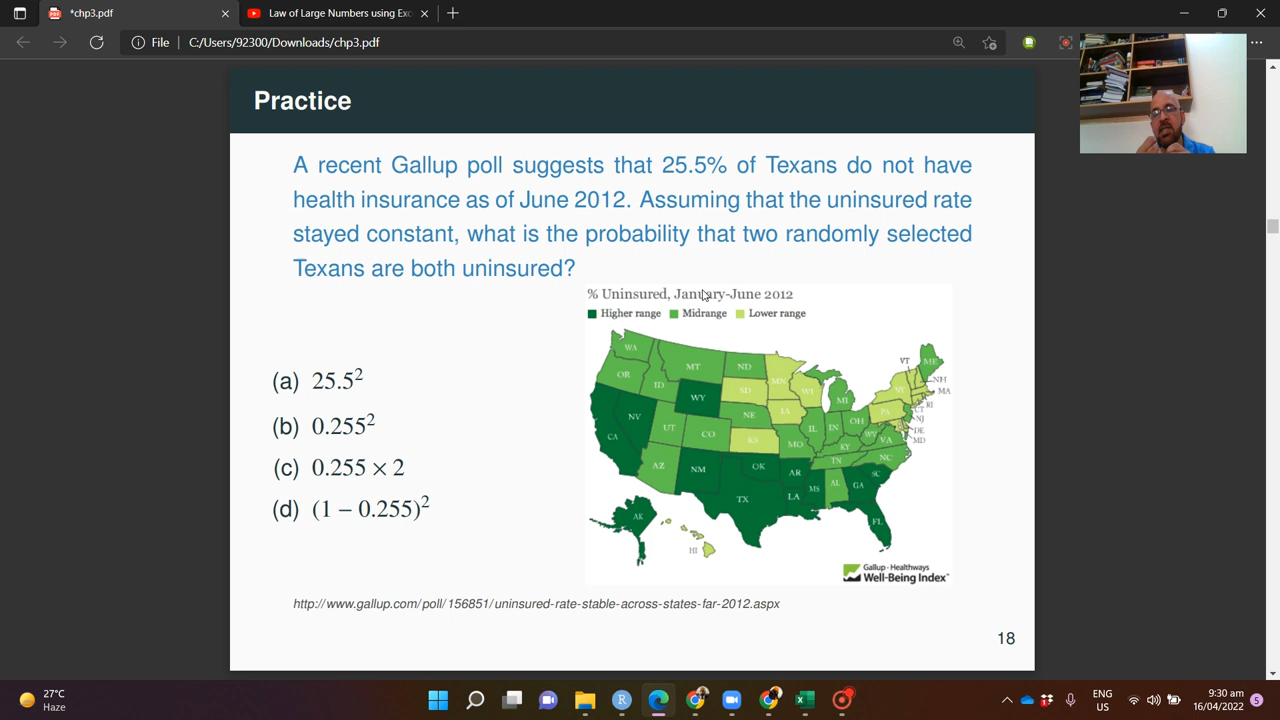 *chp3.pdf
Law of Large Numbers using Exc
File
C:/Users/92300/Downloads/chp3.pdf
Practice
A recent Gallup poll suggests that 25.5% of Texans do not have
health insurance as of June 2012. Assuming that the uninsured rate
stayed constant, what is the probability that two randomly selected
Texans are both uninsured?
% Uninsured, January-June 2012
Higher range Midrange Lower range
(a) 25.5²
(b) 0.255²
(c) 0.255 × 2
(d) (1 − 0.255)²
WA
MT
ND
MN
VT
ME
OR
ID
WY
SD
WI
MI
NY
NH
MA
RI
CT
NJ
DE
MD
NV
UT
CO
NE
IA
IL
IN
OH
PA
CA
KS
MO
KY
WV
VA
AZ
NM
OK
AR
TN
NC
SC
TX
LA
MS
AL
GA
FL
AK
HI
Gallup · Healthways
Well-Being Index™
http://www.gallup.com/poll/156851/uninsured-rate-stable-across-states-far-2012.aspx
18
27°C
Haze
ENG
US
9:30 am
16/04/2022
5